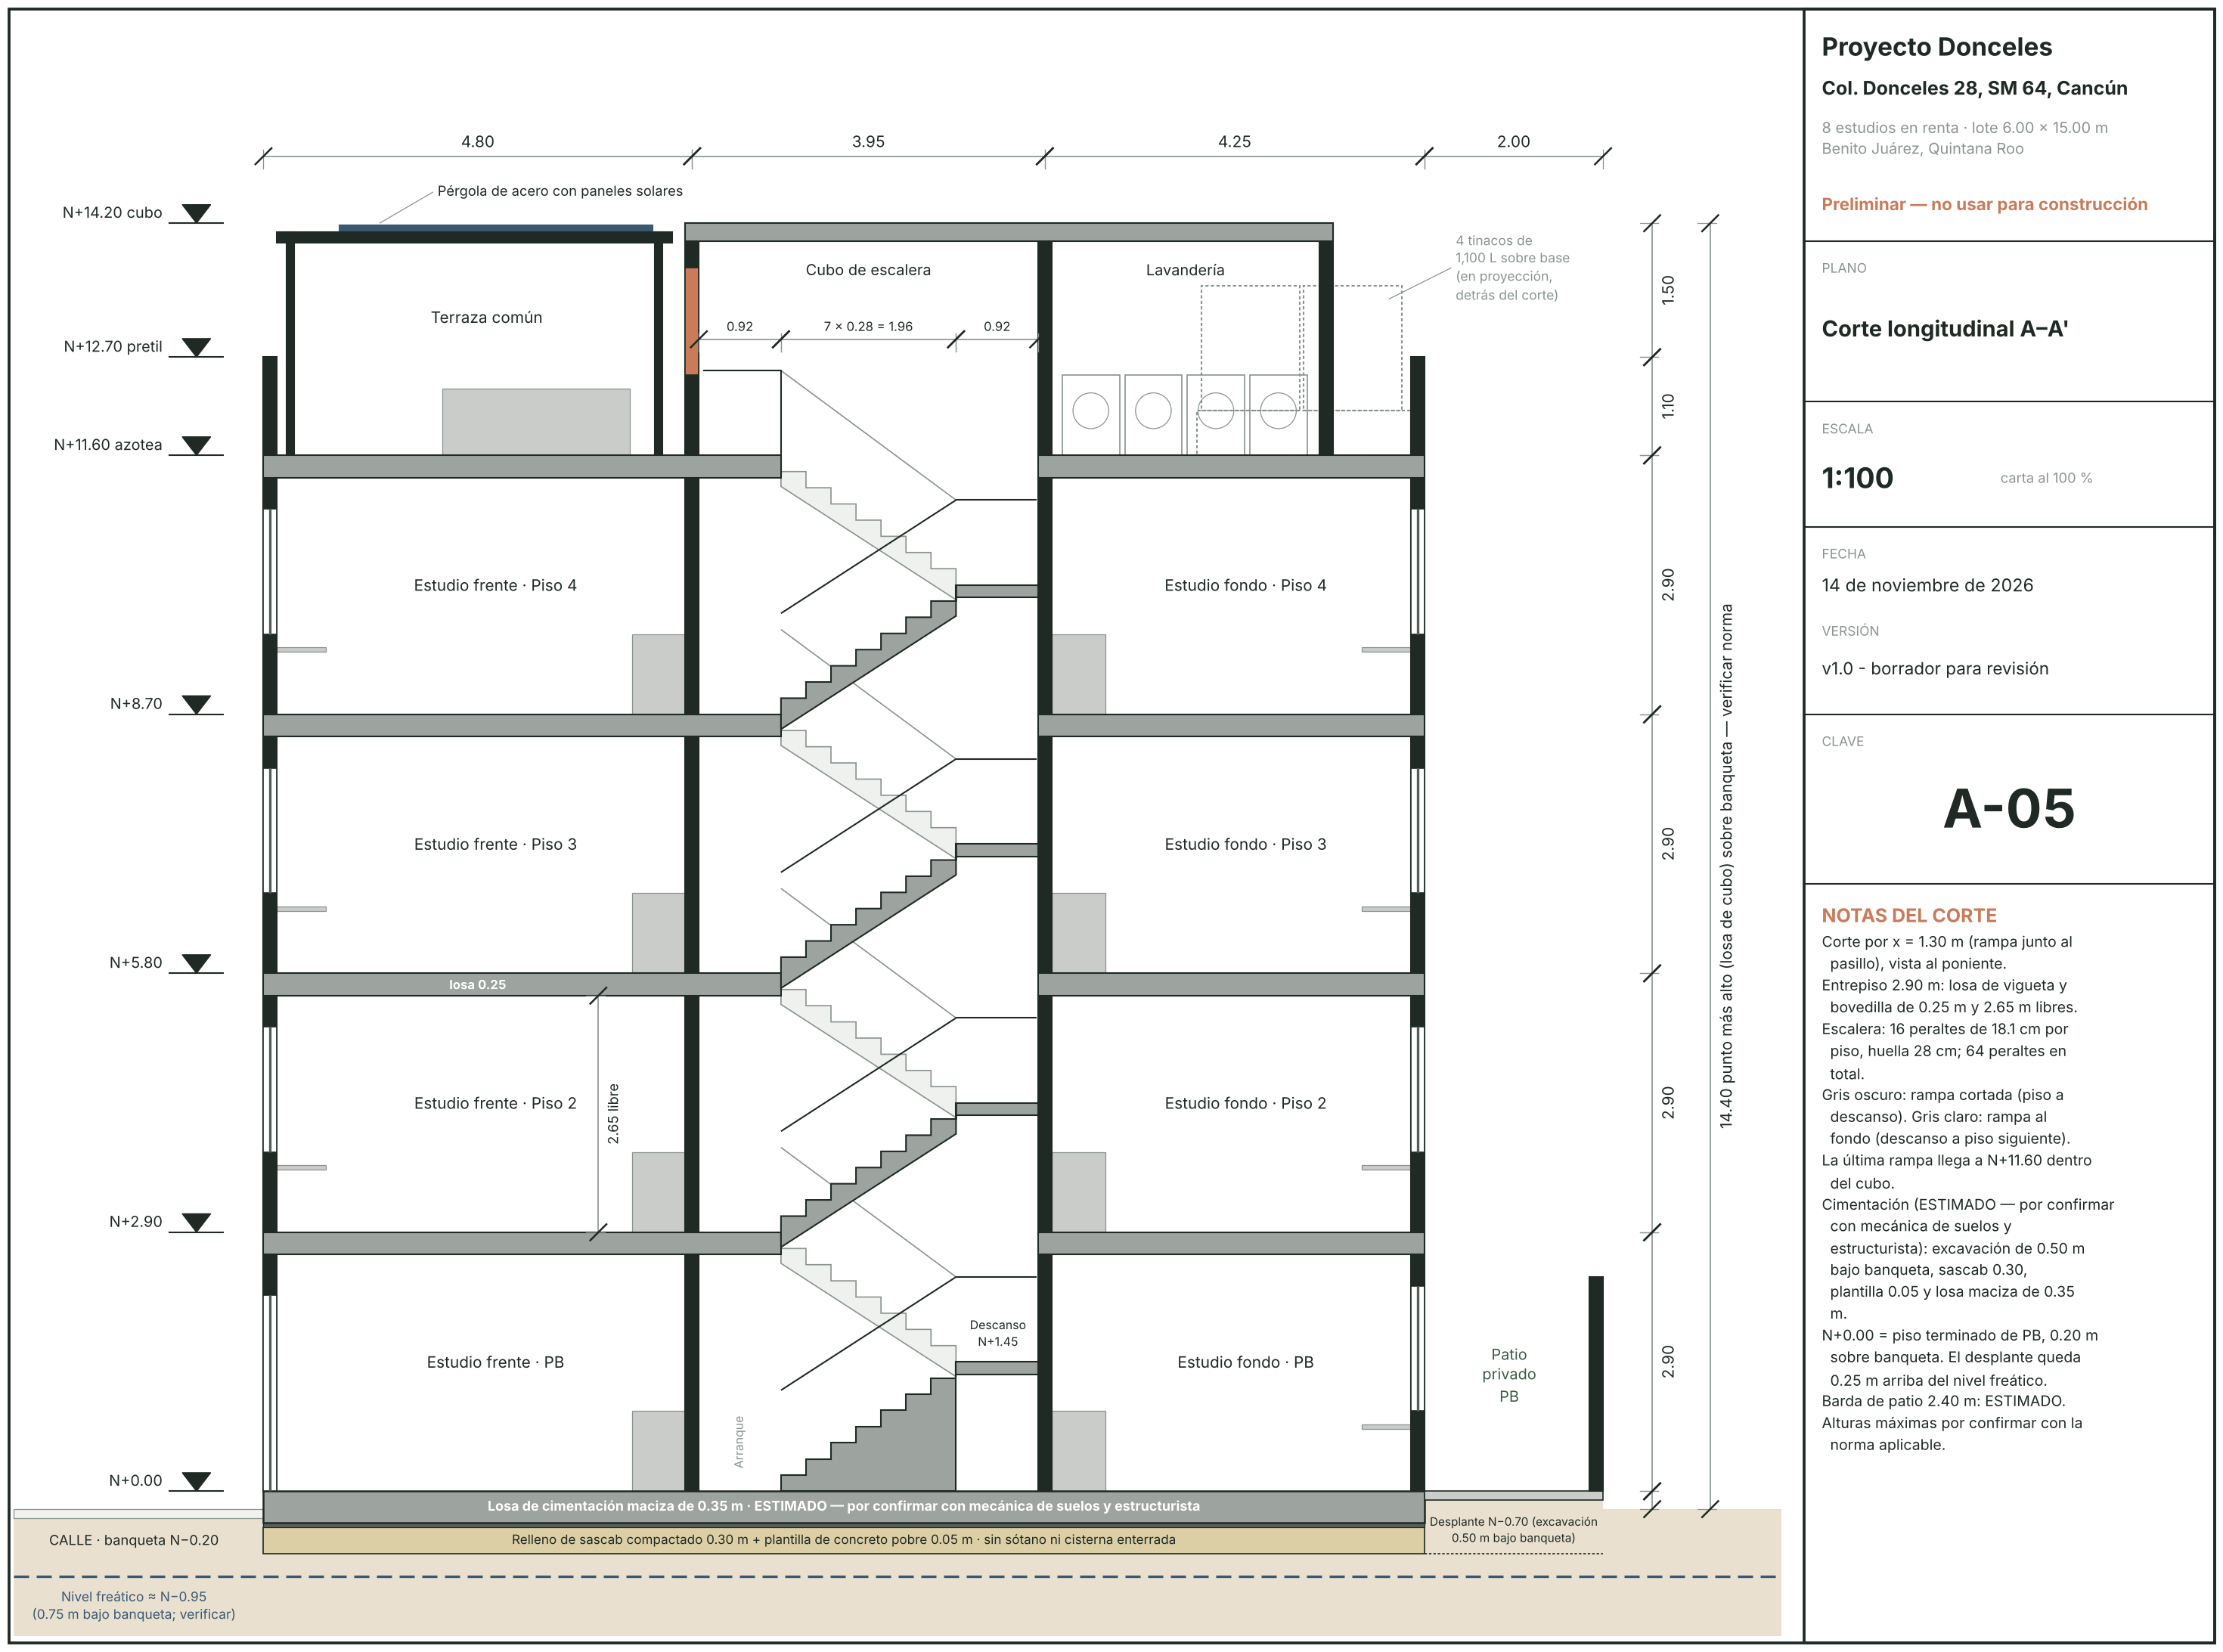 4.80
3.95
4.25
2.00
Pérgola de acero con paneles solares
N+14.20 cubo
N+12.70 pretil
N+11.60 azotea
N+8.70
N+5.80
N+2.90
N+0.00
Terraza común
Cubo de escalera
Lavandería
4 tinacos de
1,100 L sobre base
(en proyección,
detrás del corte)
0.92
7 × 0.28 = 1.96
0.92
Estudio frente · Piso 4
Estudio fondo · Piso 4
Estudio frente · Piso 3
Estudio fondo · Piso 3
losa 0.25
Estudio frente · Piso 2
2.65 libre
Estudio fondo · Piso 2
Descanso
N+1.45
Estudio frente · PB
Arranque
Estudio fondo · PB
Patio
privado
PB
1.50
1.10
2.90
2.90
2.90
2.90
14.40 punto más alto (losa de cubo) sobre banqueta — verificar norma
Losa de cimentación maciza de 0.35 m · ESTIMADO — por confirmar con mecánica de suelos y estructurista
Relleno de sascab compactado 0.30 m + plantilla de concreto pobre 0.05 m · sin sótano ni cisterna enterrada
Desplante N−0.70 (excavación
0.50 m bajo banqueta)
CALLE · banqueta N−0.20
Nivel freático ≈ N−0.95
(0.75 m bajo banqueta; verificar)
Proyecto Donceles
Col. Donceles 28, SM 64, Cancún
8 estudios en renta · lote 6.00 × 15.00 m
Benito Juárez, Quintana Roo
Preliminar — no usar para construcción
PLANO
Corte longitudinal A–A'
ESCALA
1:100
carta al 100 %
FECHA
14 de noviembre de 2026
VERSIÓN
v1.0 - borrador para revisión
CLAVE
A-05
NOTAS DEL CORTE
Corte por x = 1.30 m (rampa junto al
pasillo), vista al poniente.
Entrepiso 2.90 m: losa de vigueta y
bovedilla de 0.25 m y 2.65 m libres.
Escalera: 16 peraltes de 18.1 cm por
piso, huella 28 cm; 64 peraltes en
total.
Gris oscuro: rampa cortada (piso a
descanso). Gris claro: rampa al
fondo (descanso a piso siguiente).
La última rampa llega a N+11.60 dentro
del cubo.
Cimentación (ESTIMADO — por confirmar
con mecánica de suelos y
estructurista): excavación de 0.50 m
bajo banqueta, sascab 0.30,
plantilla 0.05 y losa maciza de 0.35
m.
N+0.00 = piso terminado de PB, 0.20 m
sobre banqueta. El desplante queda
0.25 m arriba del nivel freático.
Barda de patio 2.40 m: ESTIMADO.
Alturas máximas por confirmar con la
norma aplicable.